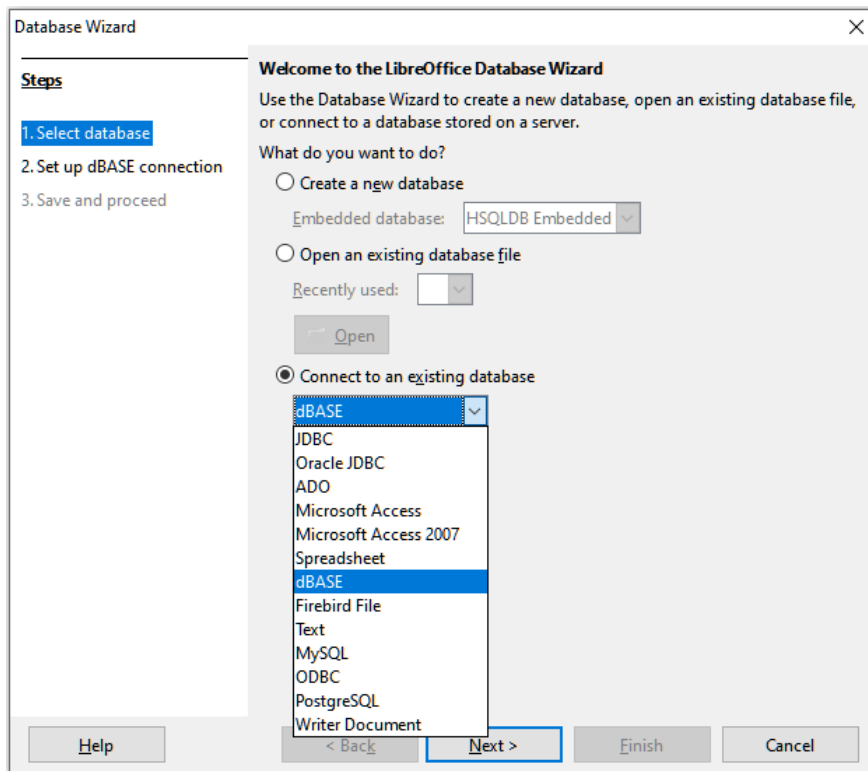 Database Wizard
Steps
1. Select database
2. Set up dBASE connection
3. Save and proceed
Welcome to the LibreOffice Database Wizard
Use the Database Wizard to create a new database, open an existing database file,
or connect to a database stored on a server.
What do you want to do?
Create a new database
Embedded database: HSQLDB Embedded
Open an existing database file
Recently used:
Open
Connect to an existing database
dBASE
JDBC
Oracle JDBC
ADO
Microsoft Access
Microsoft Access 2007
Spreadsheet
dBASE
Firebird File
Text
MySQL
ODBC
PostgreSQL
Writer Document
Help < Back Next > Finish Cancel